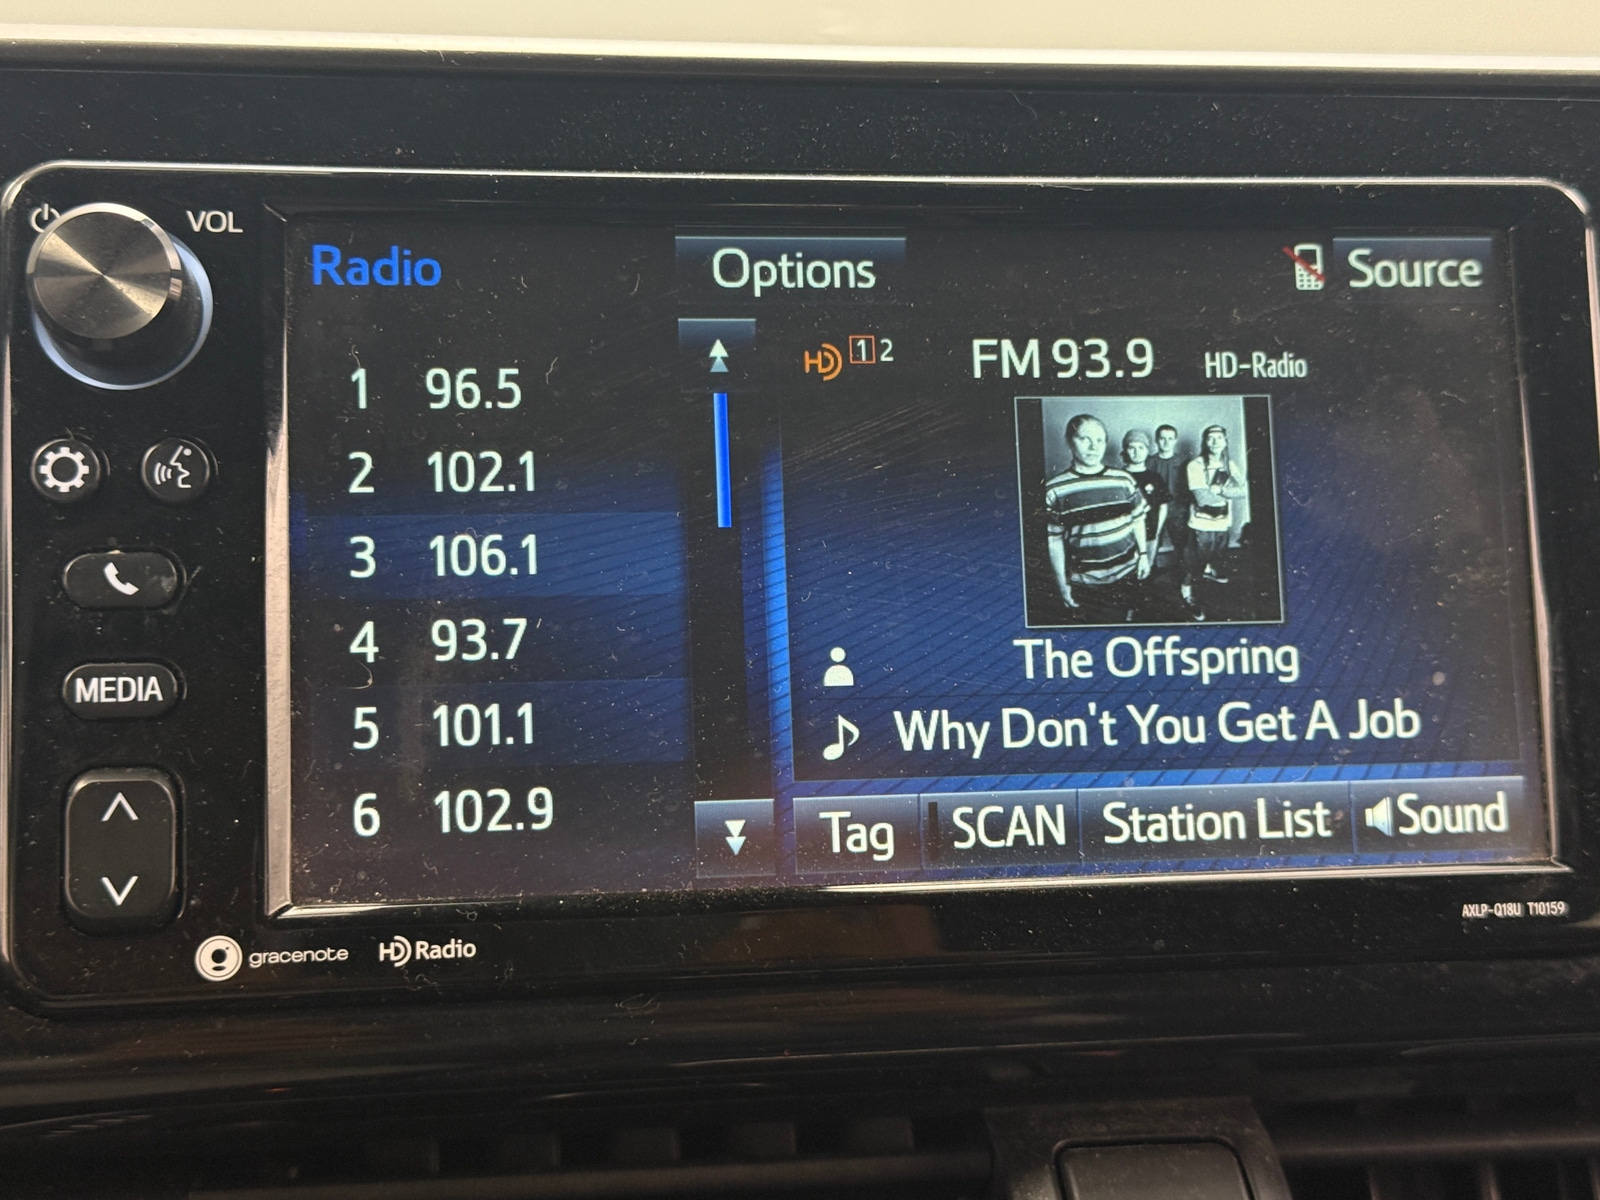 VOL
Radio
Options
Source
HD 1 2
FM 93.9
HD-Radio
1 96.5
2 102.1
3 106.1
4 93.7
5 101.1
6 102.9
The Offspring
Why Don't You Get A Job
MEDIA
Tag
SCAN
Station List
Sound
AXLP-Q18U T10159
gracenote
HD Radio